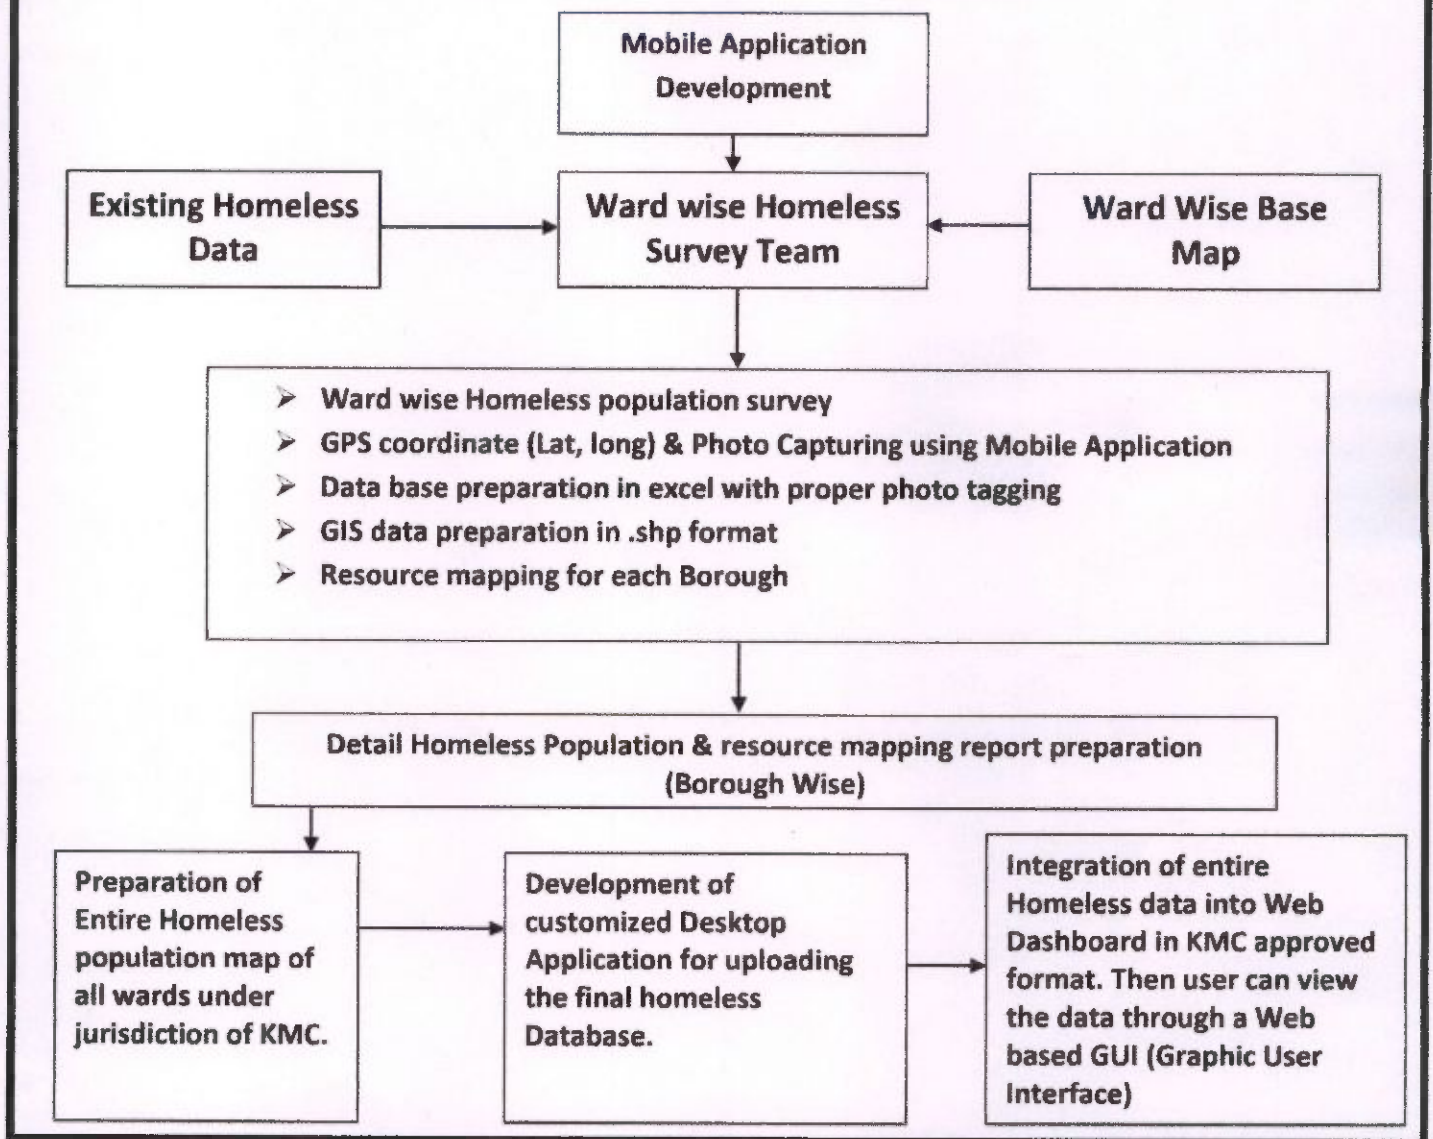 Mobile Application
Development
Existing Homeless
Data
Ward wise Homeless
Survey Team
Ward Wise Base
Map
➢ Ward wise Homeless population survey
➢ GPS coordinate (Lat, long) & Photo Capturing using Mobile Application
➢ Data base preparation in excel with proper photo tagging
➢ GIS data preparation in .shp format
➢ Resource mapping for each Borough
Detail Homeless Population & resource mapping report preparation
(Borough Wise)
Preparation of
Entire Homeless
population map of
all wards under
jurisdiction of KMC.
Development of
customized Desktop
Application for uploading
the final homeless
Database.
Integration of entire
Homeless data into Web
Dashboard in KMC approved
format. Then user can view
the data through a Web
based GUI (Graphic User
Interface)